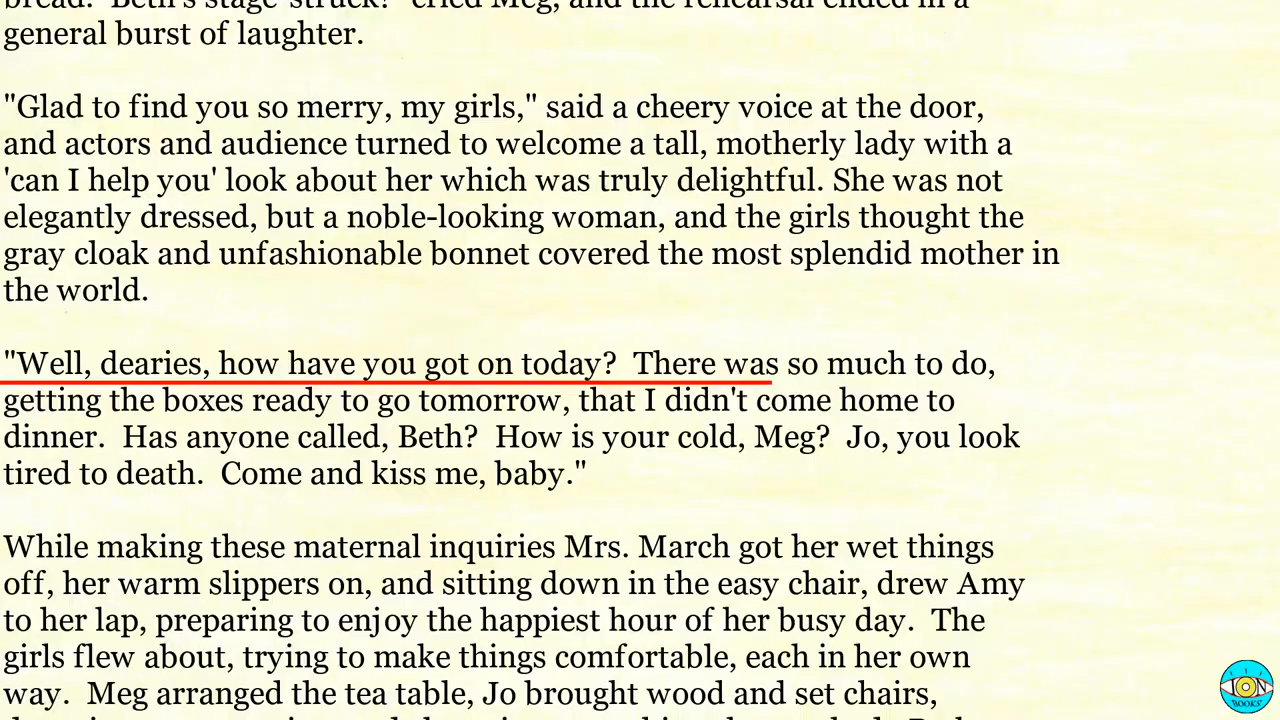 general burst of laughter.
"Glad to find you so merry, my girls," said a cheery voice at the door,
and actors and audience turned to welcome a tall, motherly lady with a
'can I help you' look about her which was truly delightful. She was not
elegantly dressed, but a noble-looking woman, and the girls thought the
gray cloak and unfashionable bonnet covered the most splendid mother in
the world.
"Well, dearies, how have you got on today?  There was so much to do,
getting the boxes ready to go tomorrow, that I didn't come home to
dinner.  Has anyone called, Beth?  How is your cold, Meg?  Jo, you look
tired to death.  Come and kiss me, baby."
While making these maternal inquiries Mrs. March got her wet things
off, her warm slippers on, and sitting down in the easy chair, drew Amy
to her lap, preparing to enjoy the happiest hour of her busy day.  The
girls flew about, trying to make things comfortable, each in her own
way.  Meg arranged the tea table, Jo brought wood and set chairs,
ION
BOOKS